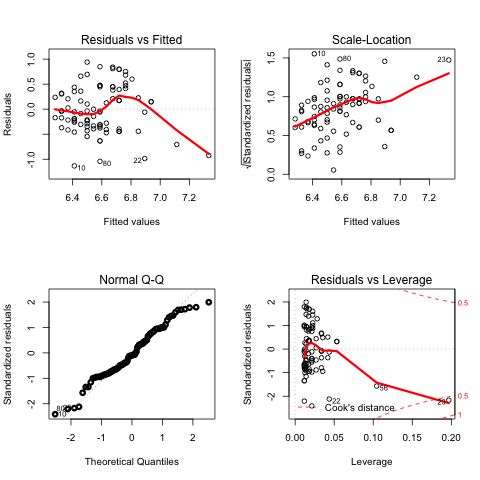 Residuals vs Fitted
Residuals
1.0
0.5
0.0
-1.0
10
80
22
6.4 6.6 6.8 7.0 7.2
Fitted values
Scale-Location
√|Standardized residuals|
1.5
1.0
0.5
0.0
10
80
23
6.4 6.6 6.8 7.0 7.2
Fitted values
Normal Q-Q
Standardized residuals
2
1
0
-1
-2
80
10
-2 -1 0 1 2
Theoretical Quantiles
Residuals vs Leverage
Standardized residuals
2
1
0
-1
-2
0.5
0.5
1
56
22
23
Cook's distance
0.00 0.05 0.10 0.15 0.20
Leverage